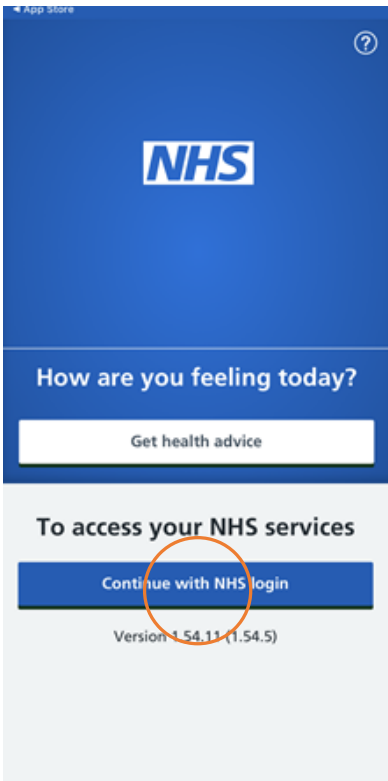 App Store
?
NHS
How are you feeling today?
Get health advice
To access your NHS services
Continue with NHS login
Version 1.54.11 (1.54.5)